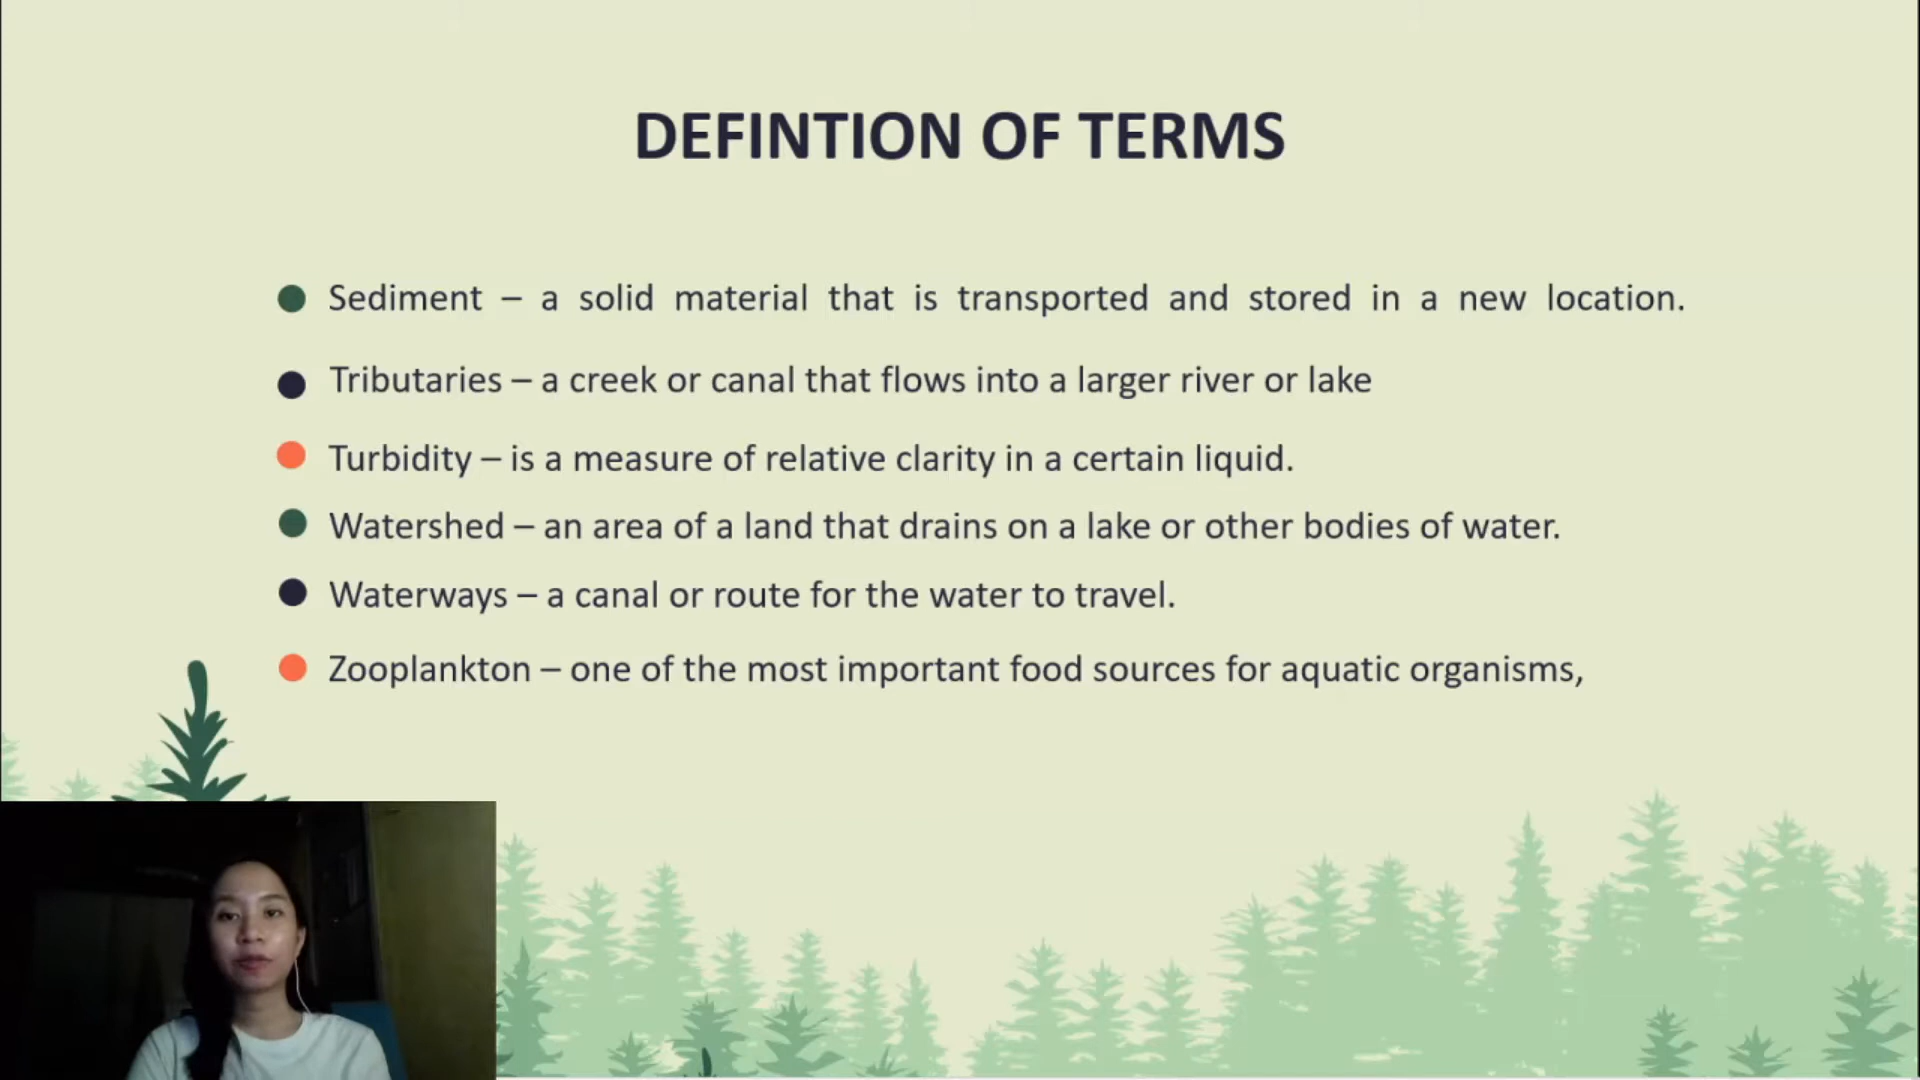 DEFINTION OF TERMS
Sediment – a solid material that is transported and stored in a new location.
Tributaries – a creek or canal that flows into a larger river or lake
Turbidity – is a measure of relative clarity in a certain liquid.
Watershed – an area of a land that drains on a lake or other bodies of water.
Waterways – a canal or route for the water to travel.
Zooplankton – one of the most important food sources for aquatic organisms,